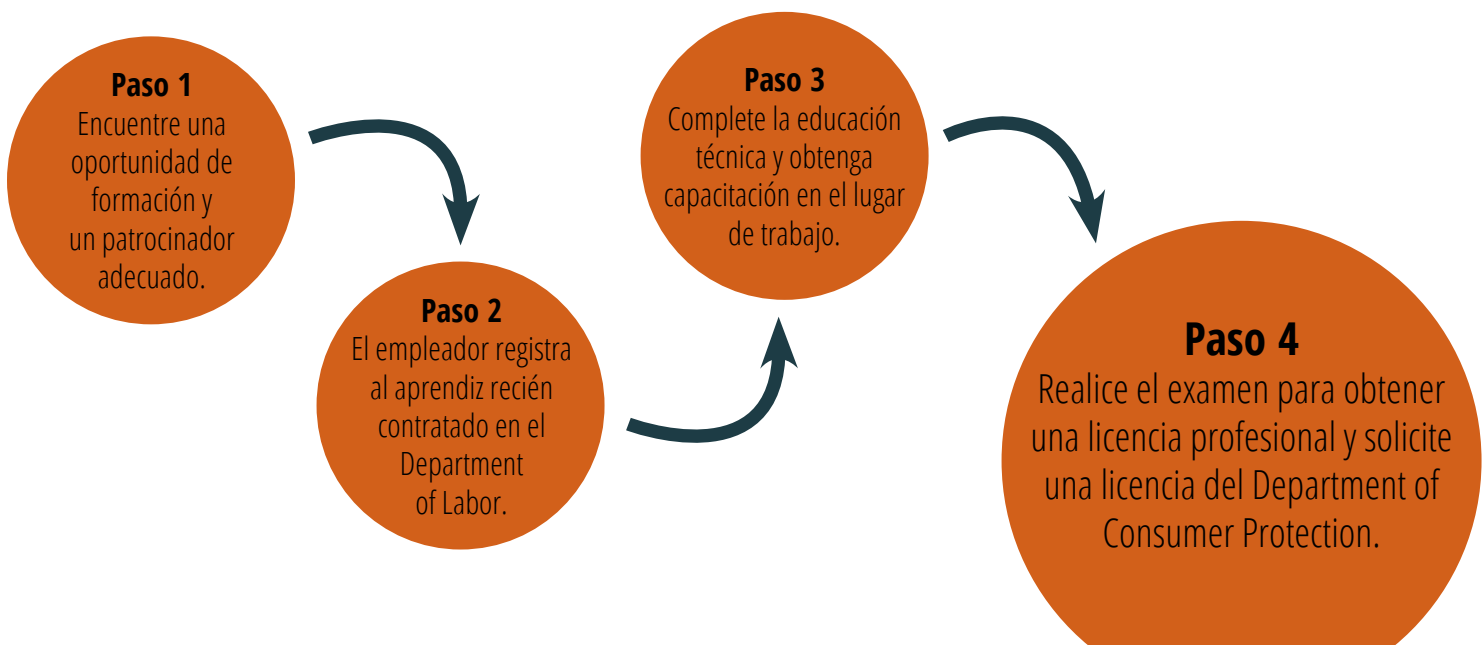 Paso 1
Encuentre una
oportunidad de
formación y
un patrocinador
adecuado.
Paso 2
El empleador registra
al aprendiz recién
contratado en el
Department
of Labor.
Paso 3
Complete la educación
técnica y obtenga
capacitación en el lugar
de trabajo.
Paso 4
Realice el examen para obtener
una licencia profesional y solicite
una licencia del Department of
Consumer Protection.